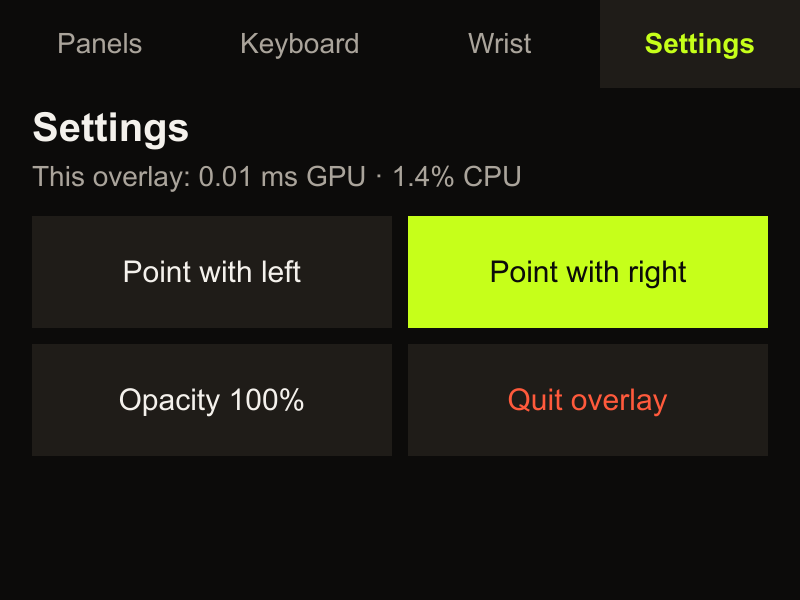 Panels Keyboard Wrist Settings
Settings
This overlay: 0.01 ms GPU · 1.4% CPU
Point with left Point with right
Opacity 100% Quit overlay